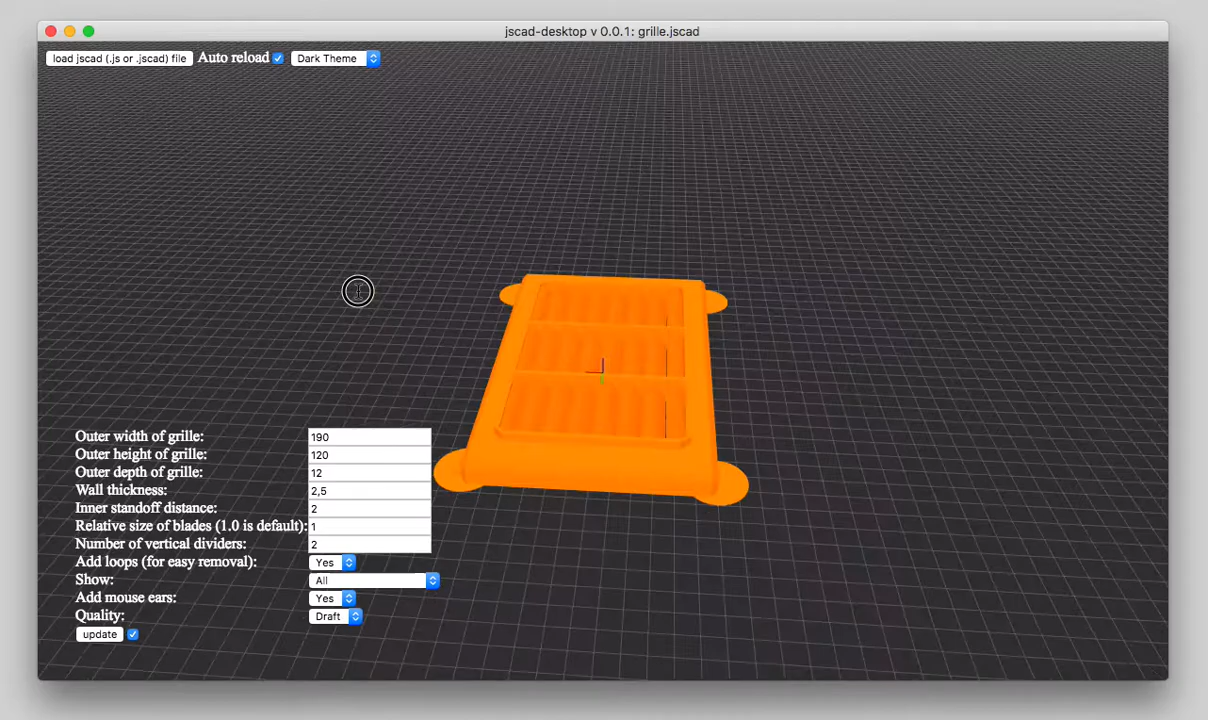 jscad-desktop v 0.0.1: grille.jscad
load jscad (.js or .jscad) file Auto reload Dark Theme
Outer width of grille: 190
Outer height of grille: 120
Outer depth of grille: 12
Wall thickness: 2,5
Inner standoff distance: 2
Relative size of blades (1.0 is default): 1
Number of vertical dividers: 2
Add loops (for easy removal): Yes
Show: All
Add mouse ears: Yes
Quality: Draft
update